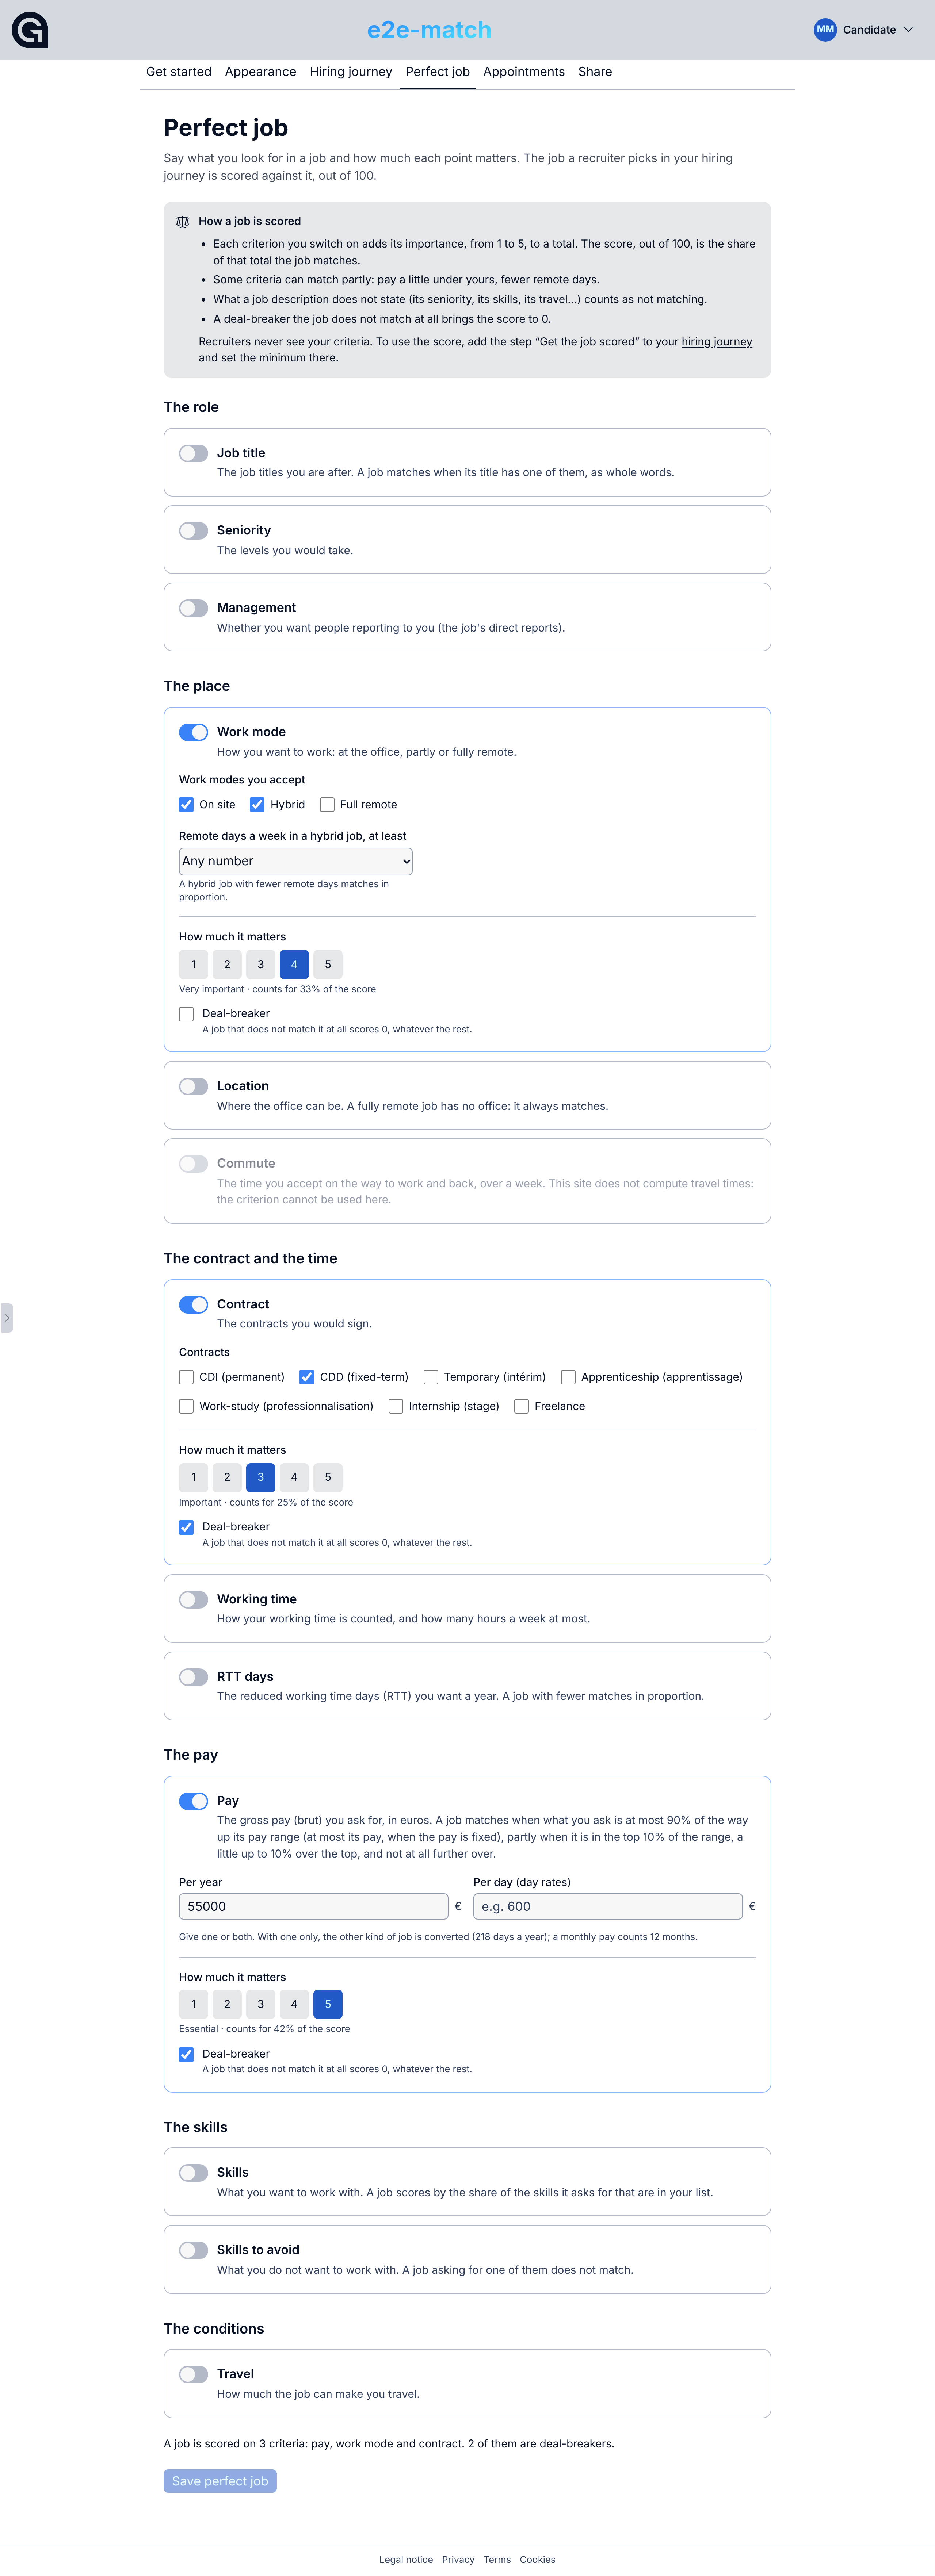 e2e-match
MM Candidate
Get started Appearance Hiring journey Perfect job Appointments Share
Perfect job
Say what you look for in a job and how much each point matters. The job a recruiter picks in your hiring
journey is scored against it, out of 100.
How a job is scored
• Each criterion you switch on adds its importance, from 1 to 5, to a total. The score, out of 100, is the share
of that total the job matches.
• Some criteria can match partly: pay a little under yours, fewer remote days.
• What a job description does not state (its seniority, its skills, its travel...) counts as not matching.
• A deal-breaker the job does not match at all brings the score to 0.
Recruiters never see your criteria. To use the score, add the step “Get the job scored” to your hiring journey
and set the minimum there.
The role
Job title
The job titles you are after. A job matches when its title has one of them, as whole words.
Seniority
The levels you would take.
Management
Whether you want people reporting to you (the job's direct reports).
The place
Work mode
How you want to work: at the office, partly or fully remote.
Work modes you accept
On site Hybrid Full remote
Remote days a week in a hybrid job, at least
Any number
A hybrid job with fewer remote days matches in
proportion.
How much it matters
1 2 3 4 5
Very important · counts for 33% of the score
Deal-breaker
A job that does not match it at all scores 0, whatever the rest.
Location
Where the office can be. A fully remote job has no office: it always matches.
Commute
The time you accept on the way to work and back, over a week. This site does not compute travel times:
the criterion cannot be used here.
The contract and the time
Contract
The contracts you would sign.
Contracts
CDI (permanent) CDD (fixed-term) Temporary (intérim) Apprenticeship (apprentissage)
Work-study (professionnalisation) Internship (stage) Freelance
How much it matters
1 2 3 4 5
Important · counts for 25% of the score
Deal-breaker
A job that does not match it at all scores 0, whatever the rest.
Working time
How your working time is counted, and how many hours a week at most.
RTT days
The reduced working time days (RTT) you want a year. A job with fewer matches in proportion.
The pay
Pay
The gross pay (brut) you ask for, in euros. A job matches when what you ask is at most 90% of the way
up its pay range (at most its pay, when the pay is fixed), partly when it is in the top 10% of the range, a
little up to 10% over the top, and not at all further over.
Per year Per day (day rates)
55000 € e.g. 600 €
Give one or both. With one only, the other kind of job is converted (218 days a year); a monthly pay counts 12 months.
How much it matters
1 2 3 4 5
Essential · counts for 42% of the score
Deal-breaker
A job that does not match it at all scores 0, whatever the rest.
The skills
Skills
What you want to work with. A job scores by the share of the skills it asks for that are in your list.
Skills to avoid
What you do not want to work with. A job asking for one of them does not match.
The conditions
Travel
How much the job can make you travel.
A job is scored on 3 criteria: pay, work mode and contract. 2 of them are deal-breakers.
Save perfect job
Legal notice Privacy Terms Cookies